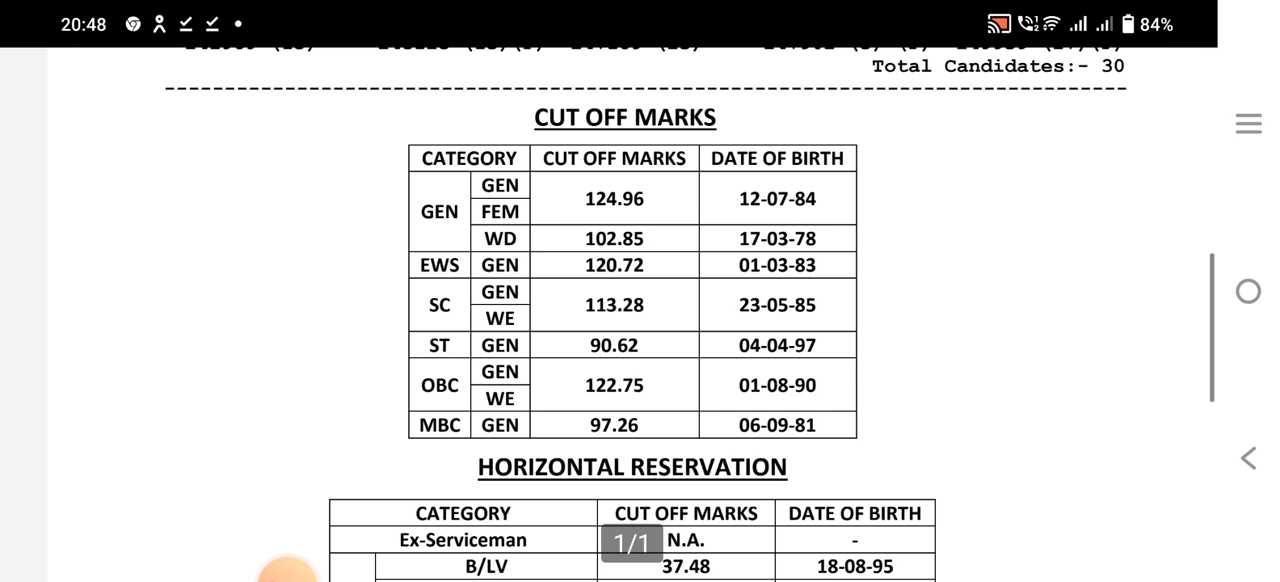 20:48
84%
Total Candidates:- 30
CUT OFF MARKS
CATEGORY CUT OFF MARKS DATE OF BIRTH
GEN GEN 124.96 12-07-84
FEM
WD 102.85 17-03-78
EWS GEN 120.72 01-03-83
SC GEN 113.28 23-05-85
WE
ST GEN 90.62 04-04-97
OBC GEN 122.75 01-08-90
WE
MBC GEN 97.26 06-09-81
HORIZONTAL RESERVATION
CATEGORY CUT OFF MARKS DATE OF BIRTH
Ex-Serviceman N.A. -
1/1
B/LV 37.48 18-08-95